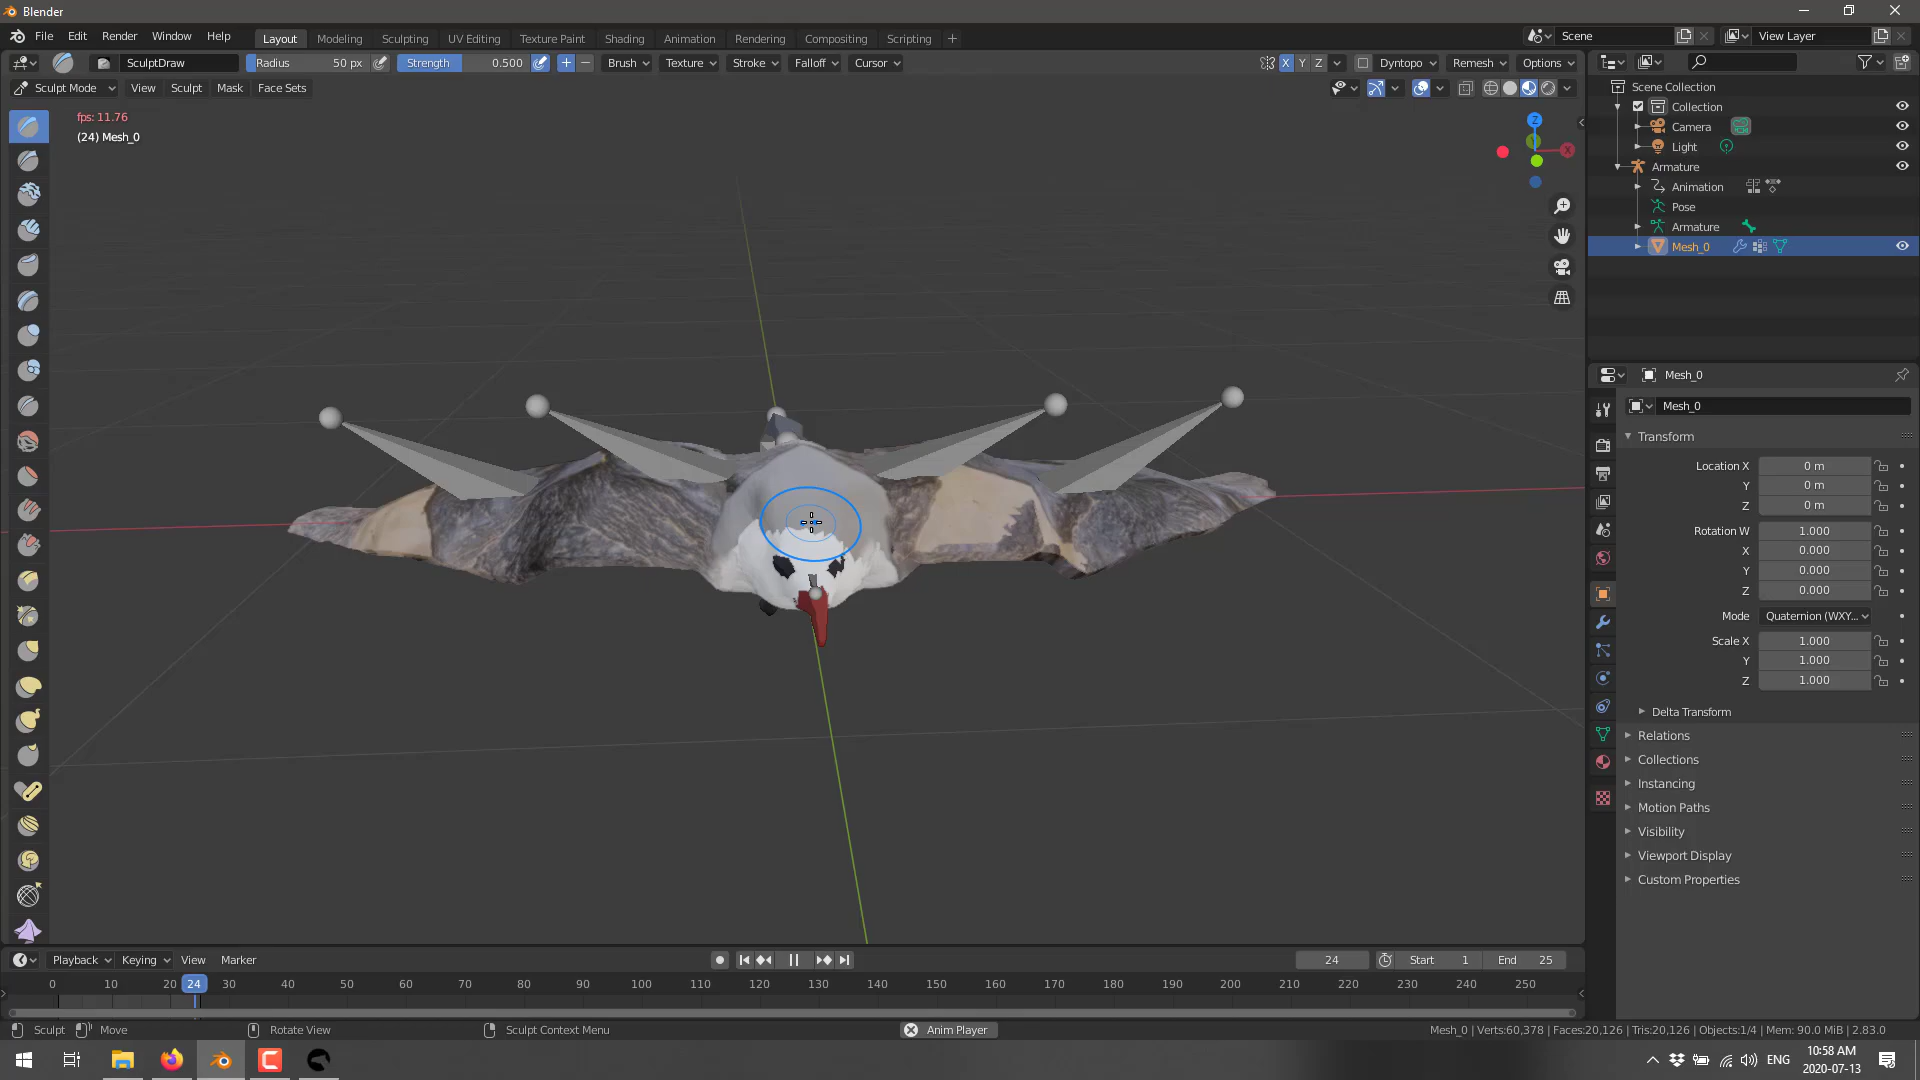 Blender
File Edit Render Window Help
Layout Modeling Sculpting UV Editing Texture Paint Shading Animation Rendering Compositing Scripting
Scene
View Layer
SculptDraw
Radius 50 px
Strength 0.500
Brush Texture Stroke Falloff Cursor
X Y Z
Dyntopo Remesh Options
Sculpt Mode View Sculpt Mask Face Sets
fps: 11.76
(24) Mesh_0
Z
X
Scene Collection
Collection
Camera
Light
Armature
Animation
Pose
Armature
Mesh_0
Mesh_0
Mesh_0
Transform
Location X 0 m
Y 0 m
Z 0 m
Rotation W 1.000
X 0.000
Y 0.000
Z 0.000
Mode Quaternion (WXY...
Scale X 1.000
Y 1.000
Z 1.000
Delta Transform
Relations
Collections
Instancing
Motion Paths
Visibility
Viewport Display
Custom Properties
Playback Keying View Marker
24
Start 1
End 25
0 10 20 24 30 40 50 60 70 80 90 100 110 120 130 140 150 160 170 180 190 200 210 220 230 240 250
Sculpt Move Rotate View Sculpt Context Menu
Anim Player
Mesh_0 | Verts:60,378 | Faces:20,126 | Tris:20,126 | Objects:1/4 | Mem: 90.0 MiB | 2.83.0
ENG
10:58 AM
2020-07-13